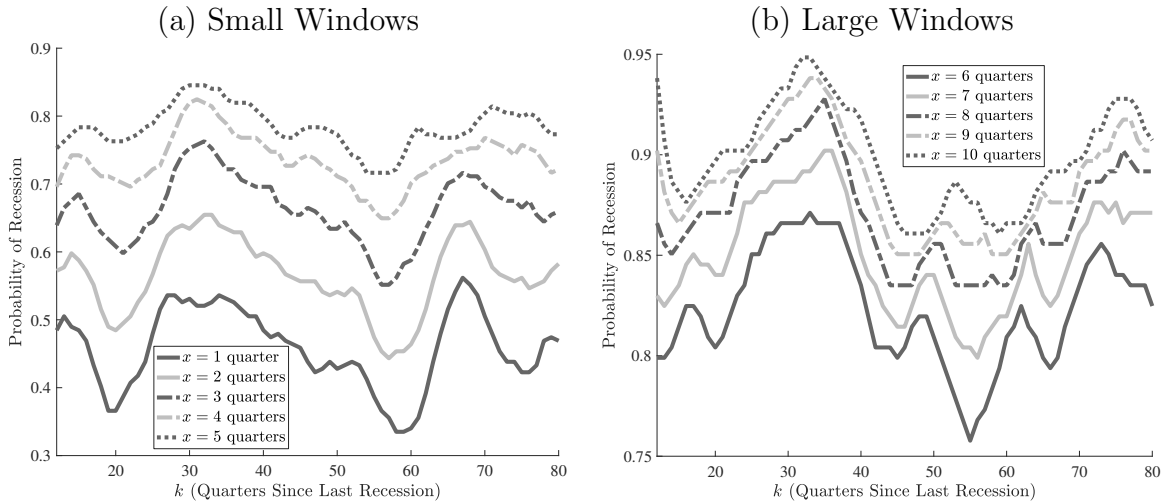 (a) Small Windows
Probability of Recession
0.9
0.8
0.7
0.6
0.5
0.4
0.3
x = 1 quarter
x = 2 quarters
x = 3 quarters
x = 4 quarters
x = 5 quarters
20 30 40 50 60 70 80
k (Quarters Since Last Recession)
(b) Large Windows
Probability of Recession
0.95
0.9
0.85
0.8
0.75
x = 6 quarters
x = 7 quarters
x = 8 quarters
x = 9 quarters
x = 10 quarters
20 30 40 50 60 70 80
k (Quarters Since Last Recession)